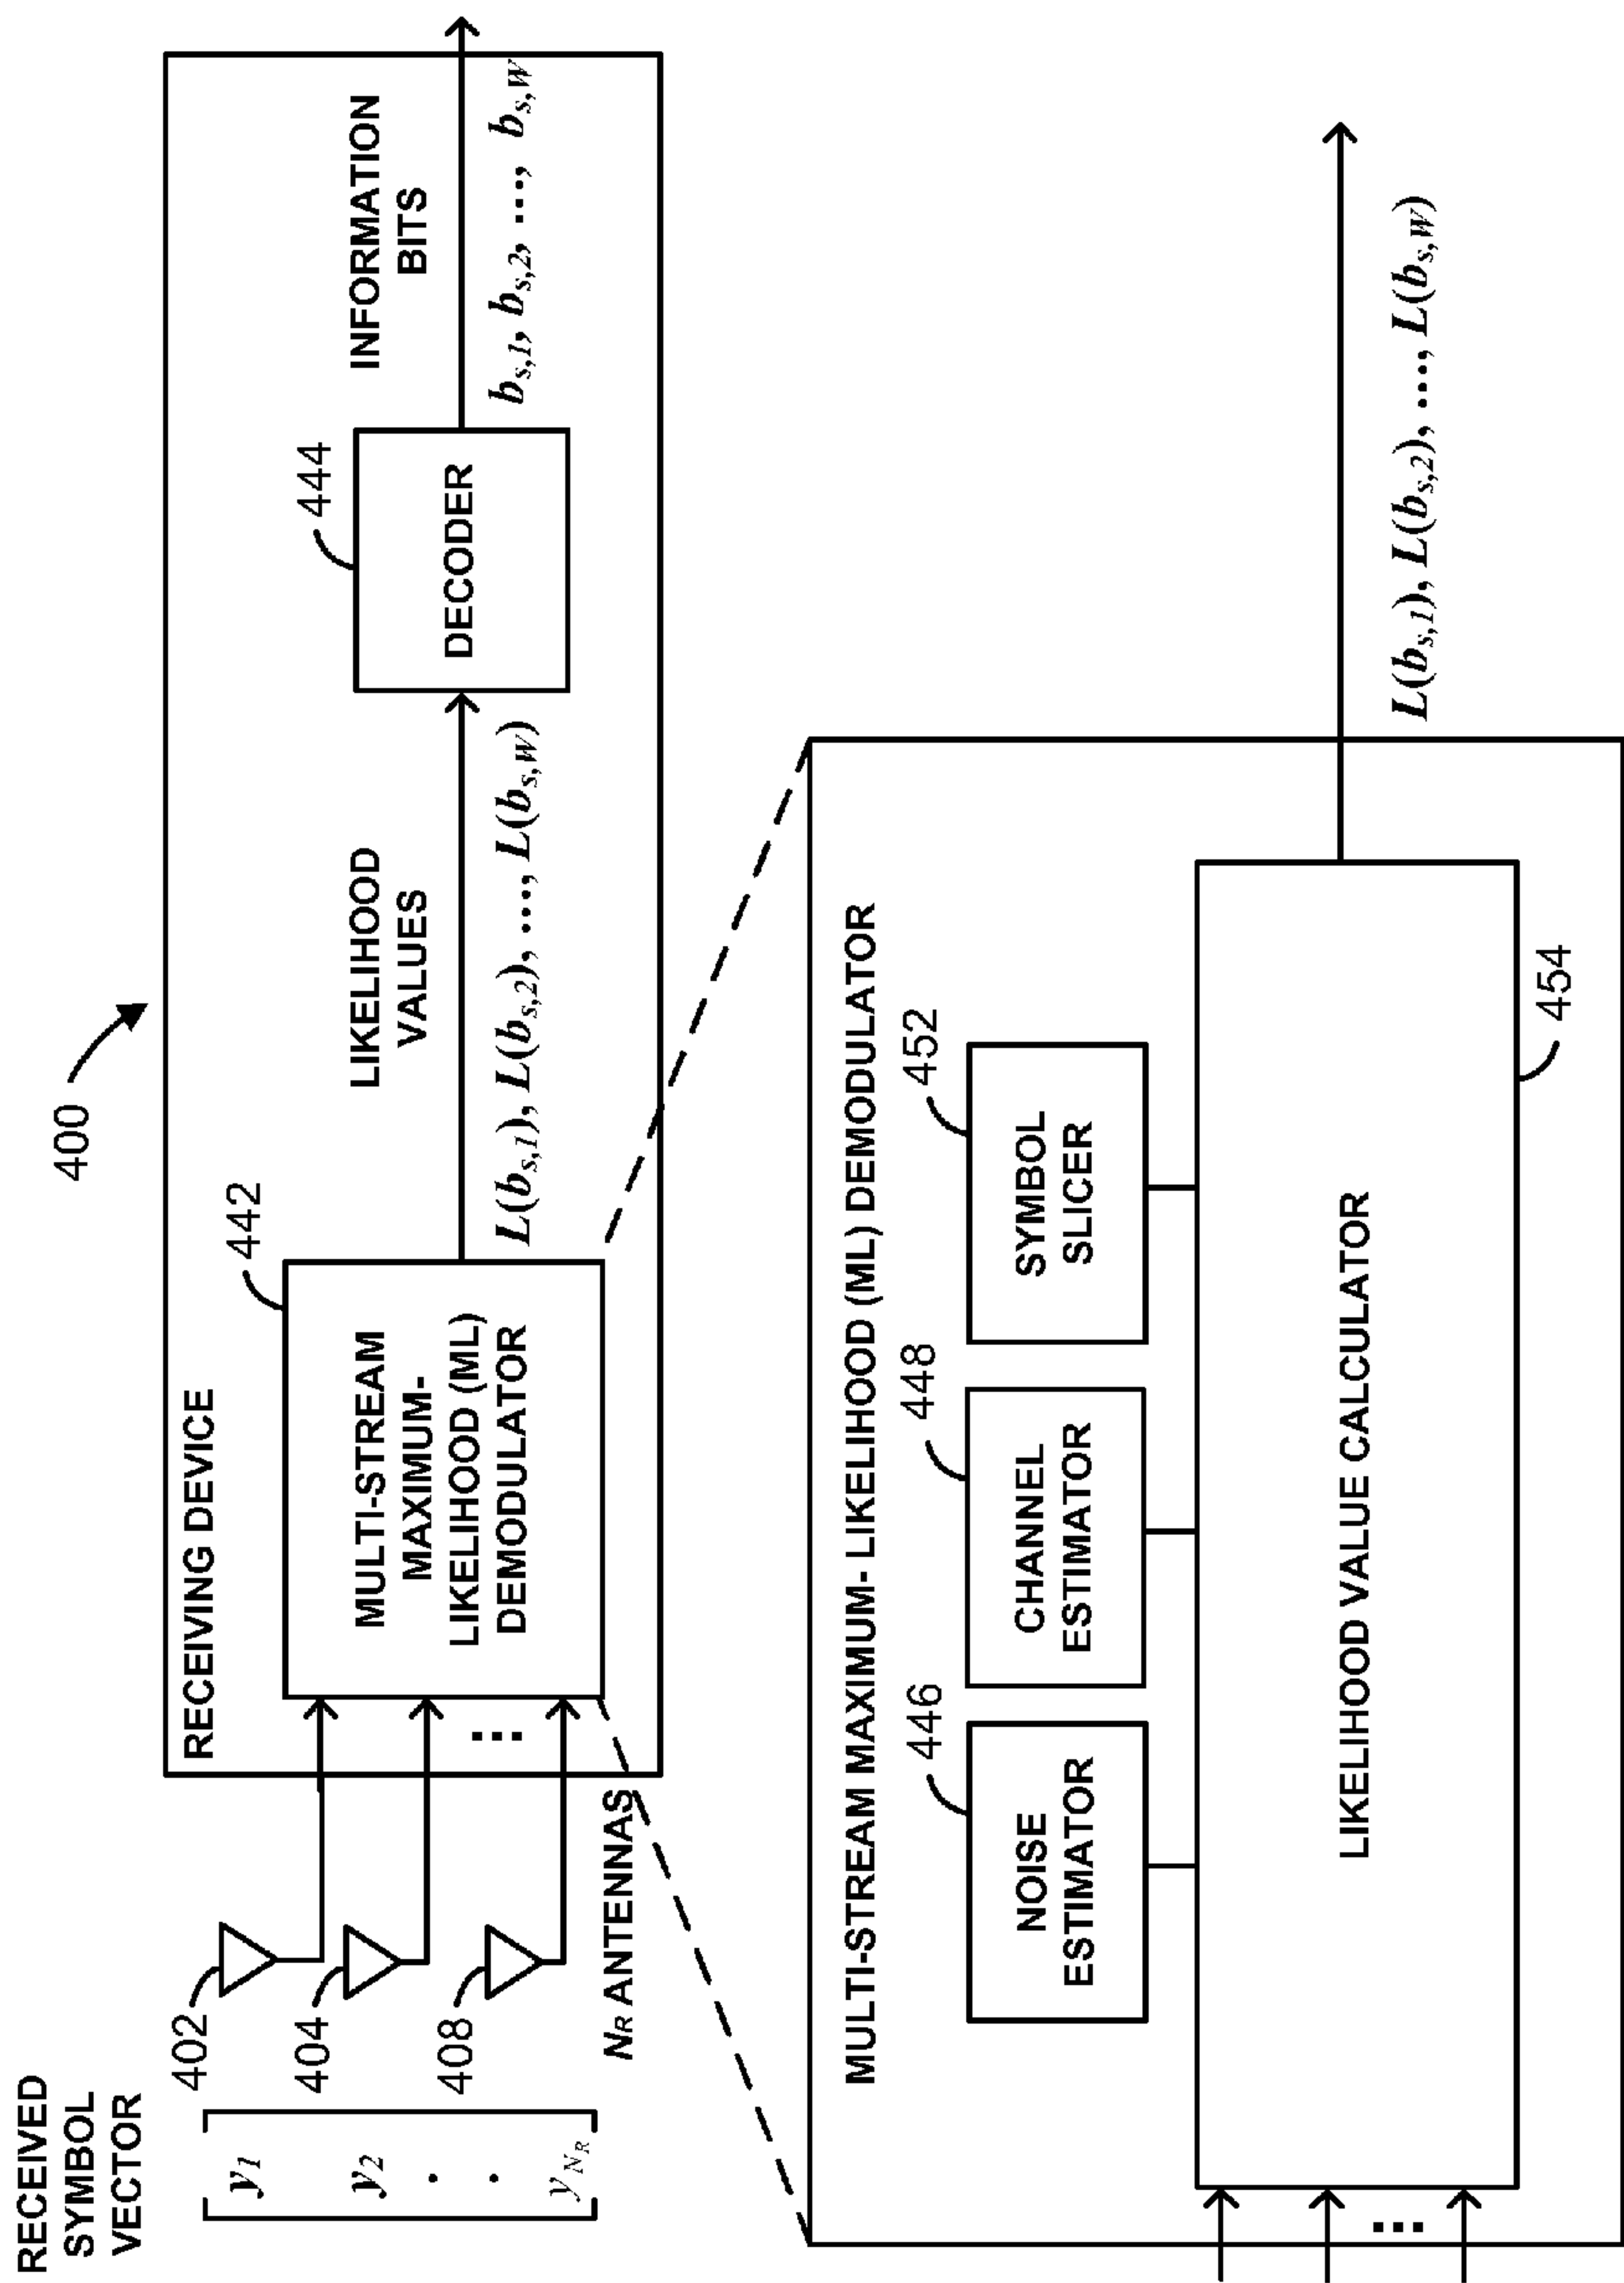 400
RECEIVED
SYMBOL
VECTOR
y1
y2
.
.
yNR
402
404
408
NR ANTENNAS
RECEIVING DEVICE
442
MULTI-STREAM
MAXIMUM-
LIKELIHOOD (ML)
DEMODULATOR
...
LIKELIHOOD
VALUES
L(bs,1), L(bs,2), ..., L(bs,W)
444
DECODER
INFORMATION
BITS
bs,1, bs,2, ..., bs,W
MULTI-STREAM MAXIMUM- LIKELIHOOD (ML) DEMODULATOR
446
NOISE
ESTIMATOR
448
CHANNEL
ESTIMATOR
452
SYMBOL
SLICER
...
LIKELIHOOD VALUE CALCULATOR
454
L(bs,1), L(bs,2), ..., L(bs,W)